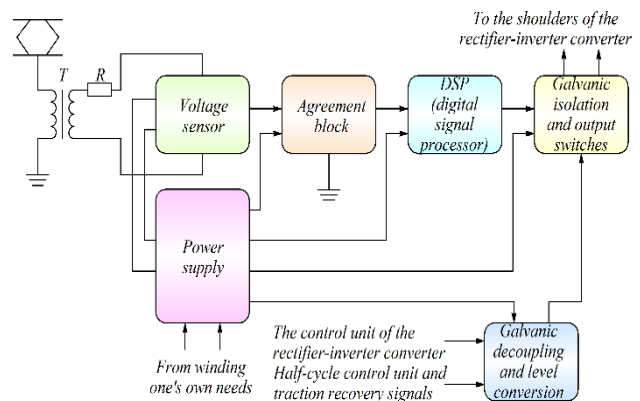 To the shoulders of the
rectifier-inverter converter
T
R
Voltage
sensor
Agreement
block
DSP
(digital
signal
processor)
Galvanic
isolation
and output
switches
Power
supply
From winding
one's own needs
The control unit of the
rectifier-inverter converter
Half-cycle control unit and
traction recovery signals
Galvanic
decoupling
and level
conversion